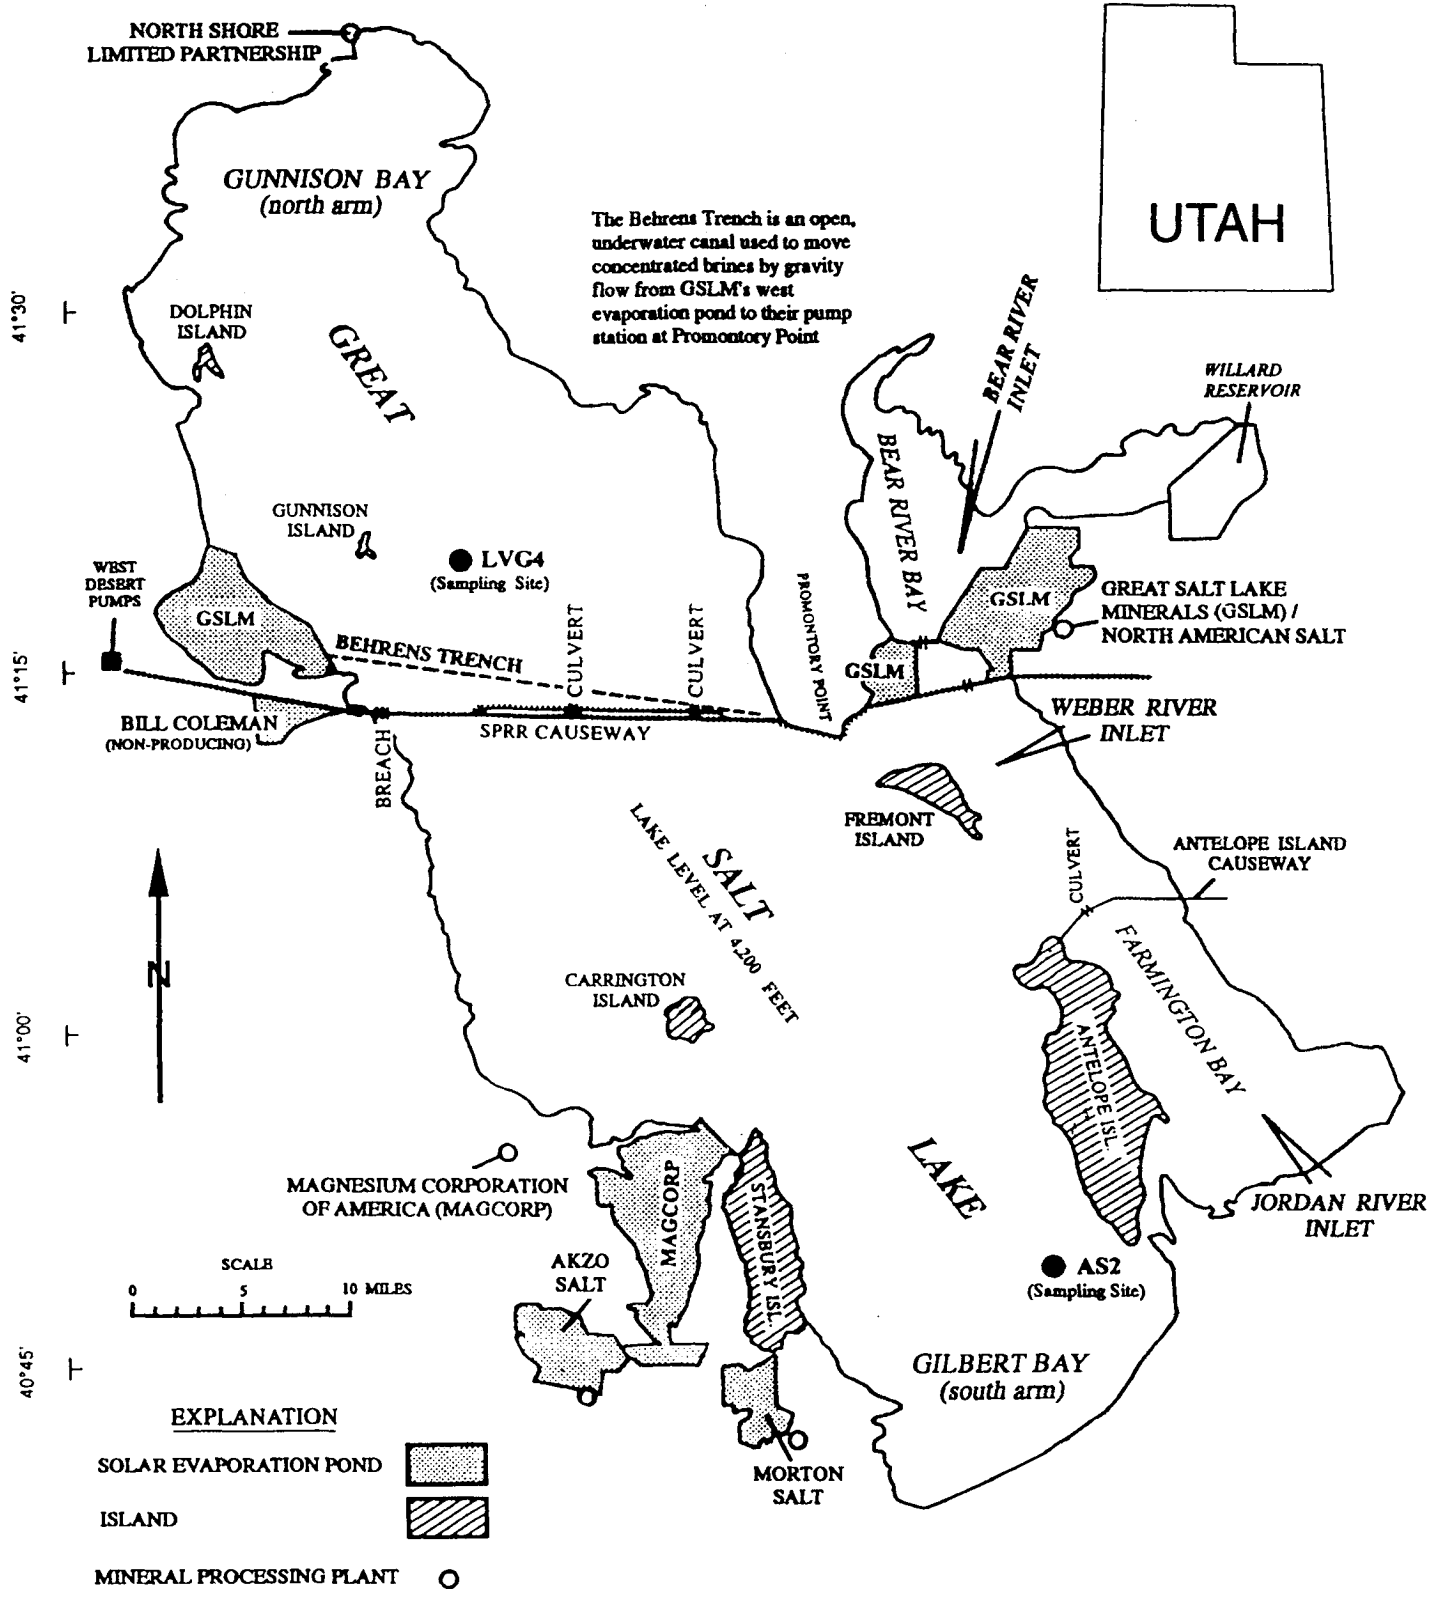 NORTH SHORE
LIMITED PARTNERSHIP
UTAH
GUNNISON BAY
(north arm)
The Behrens Trench is an open,
underwater canal used to move
concentrated brines by gravity
flow from GSLM's west
evaporation pond to their pump
station at Promontory Point
41°30'
DOLPHIN
ISLAND
GREAT
BEAR RIVER
INLET
WILLARD
RESERVOIR
BEAR RIVER BAY
GUNNISON
ISLAND
LVG4
(Sampling Site)
WEST
DESERT
PUMPS
GSLM
GSLM
GREAT SALT LAKE
MINERALS (GSLM) /
NORTH AMERICAN SALT
PROMONTORY POINT
CULVERT
CULVERT
BEHRENS TRENCH
41°15'
GSLM
BILL COLEMAN
(NON-PRODUCING)
SPRR CAUSEWAY
BREACH
WEBER RIVER
INLET
FREMONT
ISLAND
SALT
LAKE LEVEL AT 4,200 FEET
CULVERT
ANTELOPE ISLAND
CAUSEWAY
N
FARMINGTON BAY
CARRINGTON
ISLAND
41°00'
ANTELOPE ISL.
MAGNESIUM CORPORATION
OF AMERICA (MAGCORP)
MAGCORP
STANSBURY ISL.
LAKE
JORDAN RIVER
INLET
SCALE
0 5 10 MILES
AKZO
SALT
AS2
(Sampling Site)
40°45'
GILBERT BAY
(south arm)
MORTON
SALT
EXPLANATION
SOLAR EVAPORATION POND
ISLAND
MINERAL PROCESSING PLANT